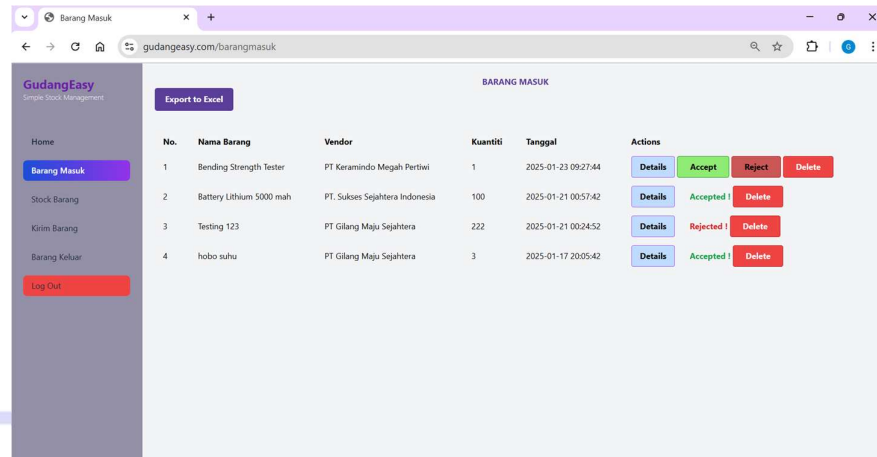 Barang Masuk
gudangeasy.com/barangmasuk
G
GudangEasy
Simple Stock Management
Home
Barang Masuk
Stock Barang
Kirim Barang
Barang Keluar
Log Out
BARANG MASUK
Export to Excel
No. Nama Barang Vendor Kuantiti Tanggal Actions
1 Bending Strength Tester PT Keramindo Megah Pertiwi 1 2025-01-23 09:27:44 Details Accept Reject Delete
2 Battery Lithium 5000 mah PT. Sukses Sejahtera Indonesia 100 2025-01-21 00:57:42 Details Accepted ! Delete
3 Testing 123 PT Gilang Maju Sejahtera 222 2025-01-21 00:24:52 Details Rejected ! Delete
4 hobo suhu PT Gilang Maju Sejahtera 3 2025-01-17 20:05:42 Details Accepted ! Delete